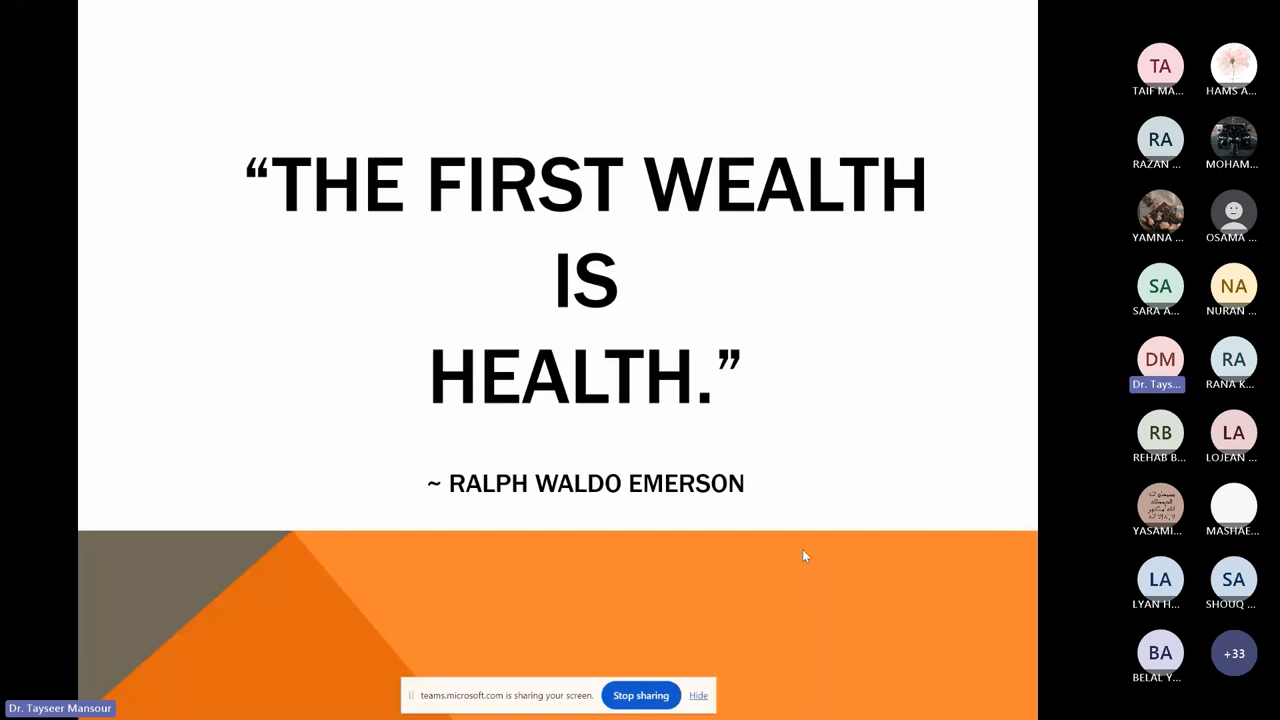 “THE FIRST WEALTH
IS
HEALTH.”
~ RALPH WALDO EMERSON
TA
TAIF MA...
HAMS A...
RA
RAZAN ...
MOHAM...
YAMNA ...
OSAMA ...
SA
SARA A...
NA
NURAN ...
DM
Dr. Tays...
RA
RANA K...
RB
REHAB B...
LA
LOJEAN ...
YASAMI...
MASHAE...
LA
LYAN H...
SA
SHOUQ ...
BA
BELAL Y...
+33
teams.microsoft.com is sharing your screen.
Stop sharing
Hide
Dr. Tayseer Mansour